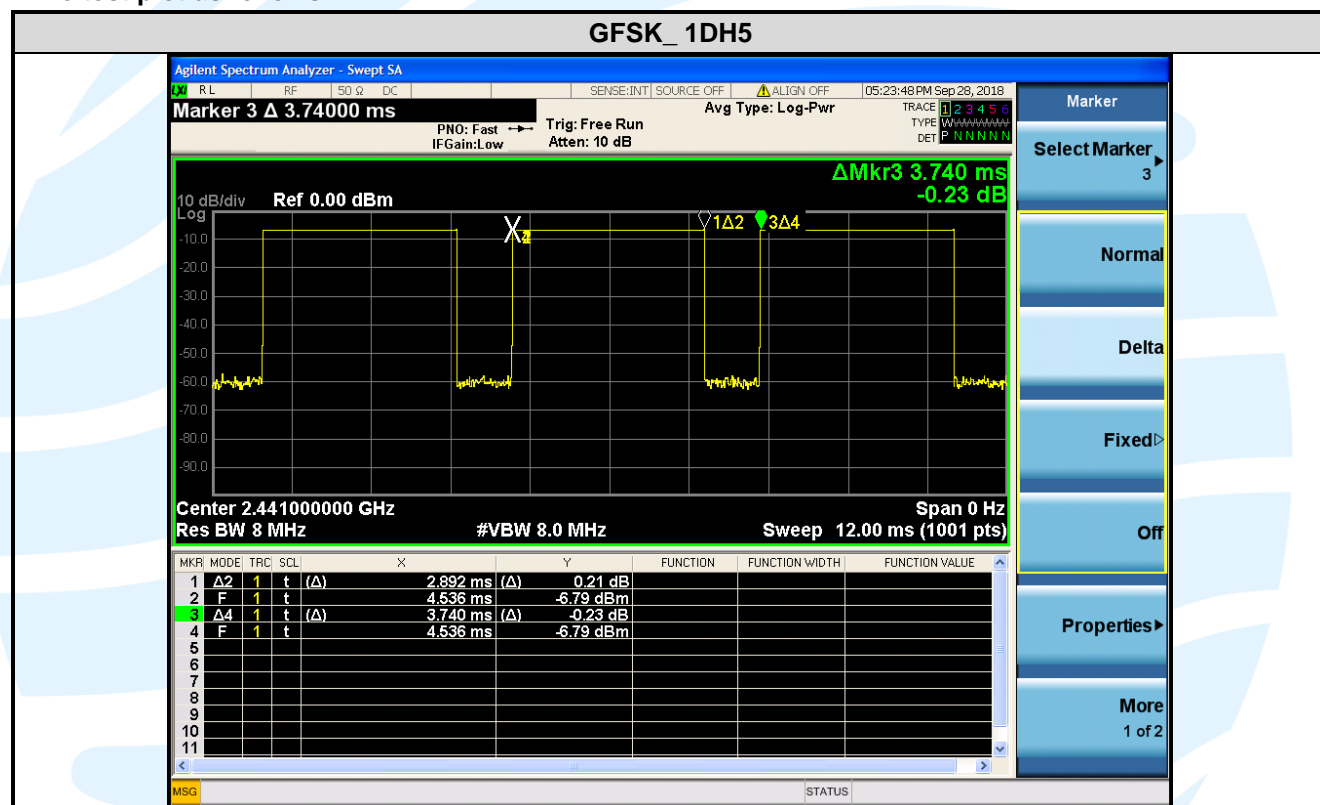 GFSK_ 1DH5
Agilent Spectrum Analyzer - Swept SA
LXI RL RF 50 Ω DC SENSE:INT SOURCE OFF ALIGN OFF 05:23:48 PM Sep 28, 2018
Marker 3 Δ 3.74000 ms
PNO: Fast
IFGain:Low
Trig: Free Run
Atten: 10 dB
Avg Type: Log-Pwr
TRACE 1 2 3 4 5 6
TYPE
DET P N N N N N
ΔMkr3 3.740 ms
-0.23 dB
10 dB/div Ref 0.00 dBm
Log
1Δ2 3Δ4
-10.0
-20.0
-30.0
-40.0
-50.0
-60.0
-70.0
-80.0
-90.0
Center 2.441000000 GHz Span 0 Hz
Res BW 8 MHz #VBW 8.0 MHz Sweep 12.00 ms (1001 pts)
MKR MODE TRC SCL X Y FUNCTION FUNCTION WIDTH FUNCTION VALUE
1 Δ2 1 t (Δ) 2.892 ms (Δ) 0.21 dB
2 F 1 t 4.536 ms -6.79 dBm
3 Δ4 1 t (Δ) 3.740 ms (Δ) -0.23 dB
4 F 1 t 4.536 ms -6.79 dBm
5
6
7
8
9
10
11
MSG STATUS
Marker
Select Marker
3
Normal
Delta
Fixed
Off
Properties
More
1 of 2